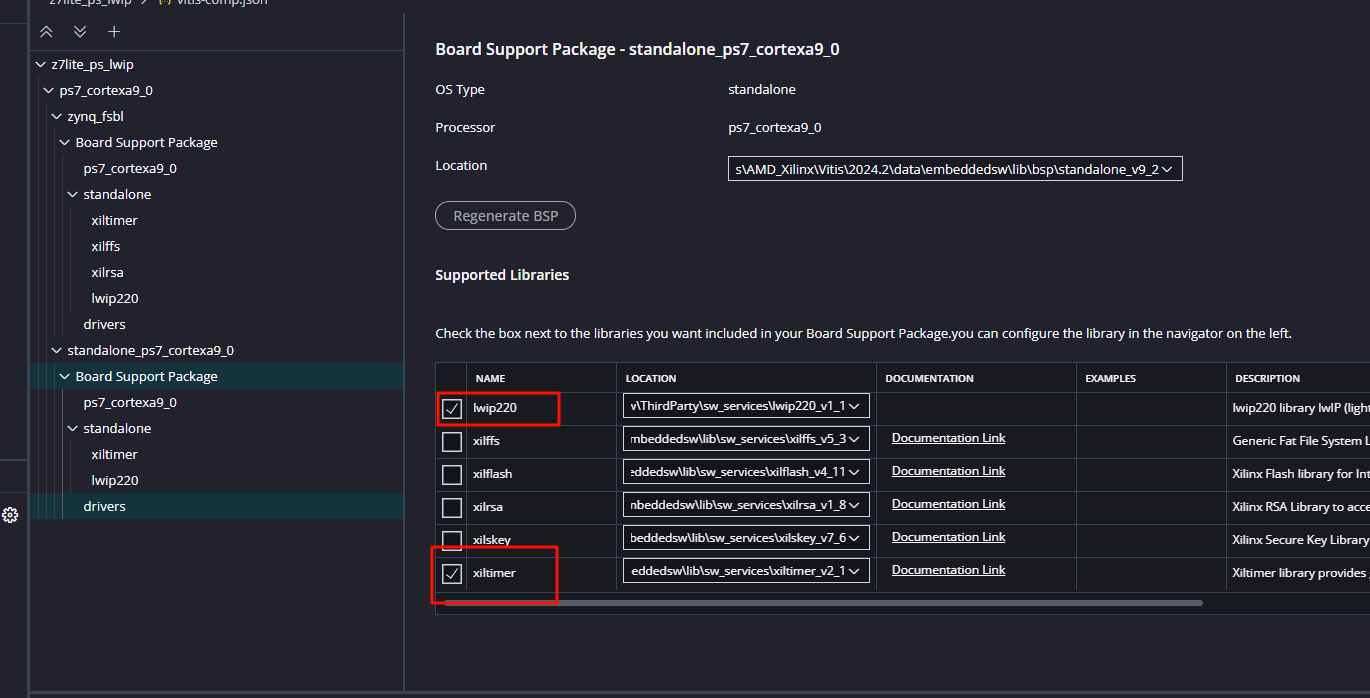 z7lite_ps_lwip > {·} vitis-comp.json
z7lite_ps_lwip
ps7_cortexa9_0
zynq_fsbl
Board Support Package
ps7_cortexa9_0
standalone
xiltimer
xilffs
xilrsa
lwip220
drivers
standalone_ps7_cortexa9_0
Board Support Package
ps7_cortexa9_0
standalone
xiltimer
lwip220
drivers
Board Support Package - standalone_ps7_cortexa9_0
OS Type standalone
Processor ps7_cortexa9_0
Location s\AMD_Xilinx\Vitis\2024.2\data\embeddedsw\lib\bsp\standalone_v9_2
Regenerate BSP
Supported Libraries
Check the box next to the libraries you want included in your Board Support Package.you can configure the library in the navigator on the left.
NAME LOCATION DOCUMENTATION EXAMPLES DESCRIPTION
lwip220 v\ThirdParty\sw_services\lwip220_v1_1 lwip220 library lwIP (light
xilffs mbeddedsw\lib\sw_services\xilffs_v5_3 Documentation Link Generic Fat File System L
xilflash eddedsw\lib\sw_services\xilflash_v4_11 Documentation Link Xilinx Flash library for Int
xilrsa mbeddedsw\lib\sw_services\xilrsa_v1_8 Documentation Link Xilinx RSA Library to acce
xilskey beddedsw\lib\sw_services\xilskey_v7_6 Documentation Link Xilinx Secure Key Library
xiltimer eddedsw\lib\sw_services\xiltimer_v2_1 Documentation Link Xiltimer library provides